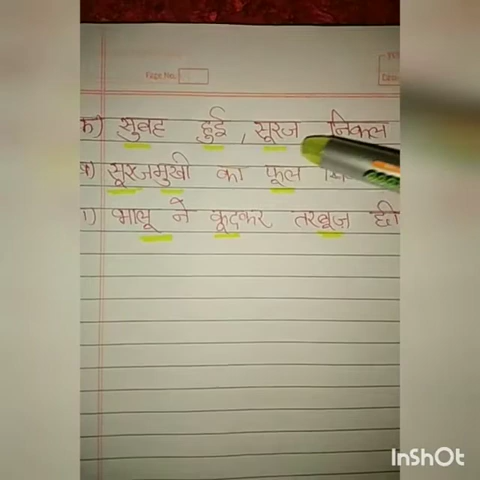 Page No.
क) सुबह हुई, सूरज निकल
ख) सूरजमुखी का फूल
ग) भालू ने कूदकर तरबूज़ ही
InShOt